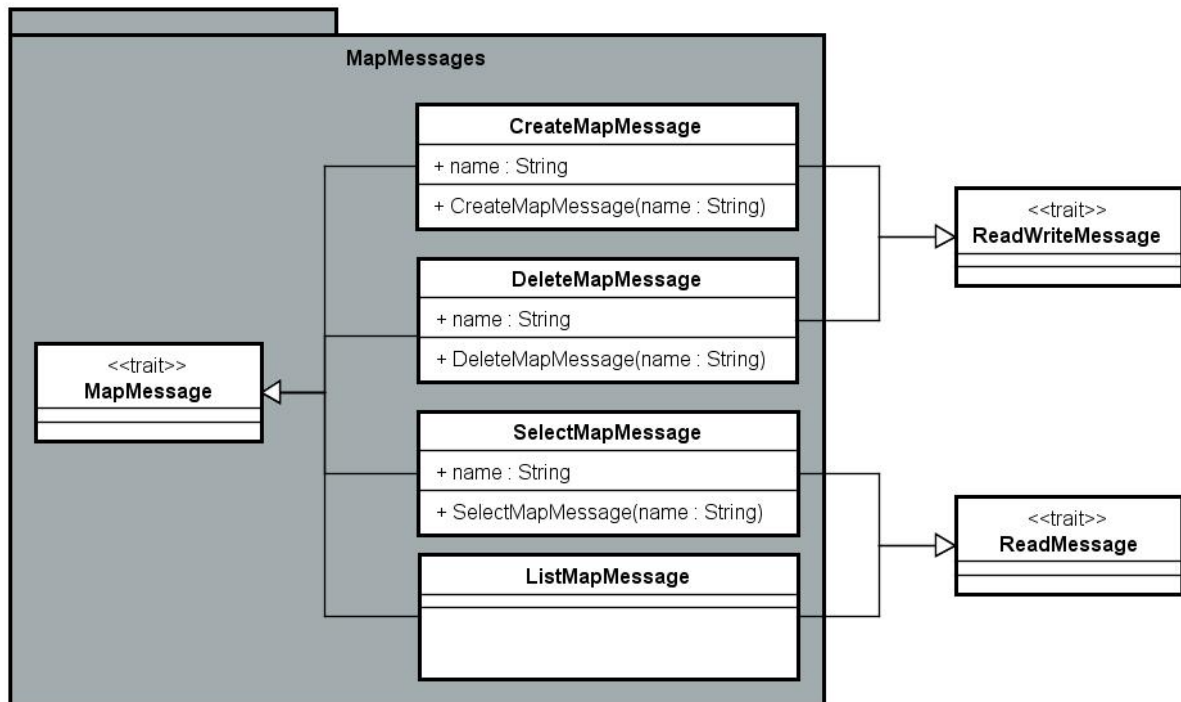 MapMessages
CreateMapMessage
+ name : String
+ CreateMapMessage(name : String)
<<trait>>
ReadWriteMessage
DeleteMapMessage
+ name : String
+ DeleteMapMessage(name : String)
<<trait>>
MapMessage
SelectMapMessage
+ name : String
+ SelectMapMessage(name : String)
<<trait>>
ReadMessage
ListMapMessage